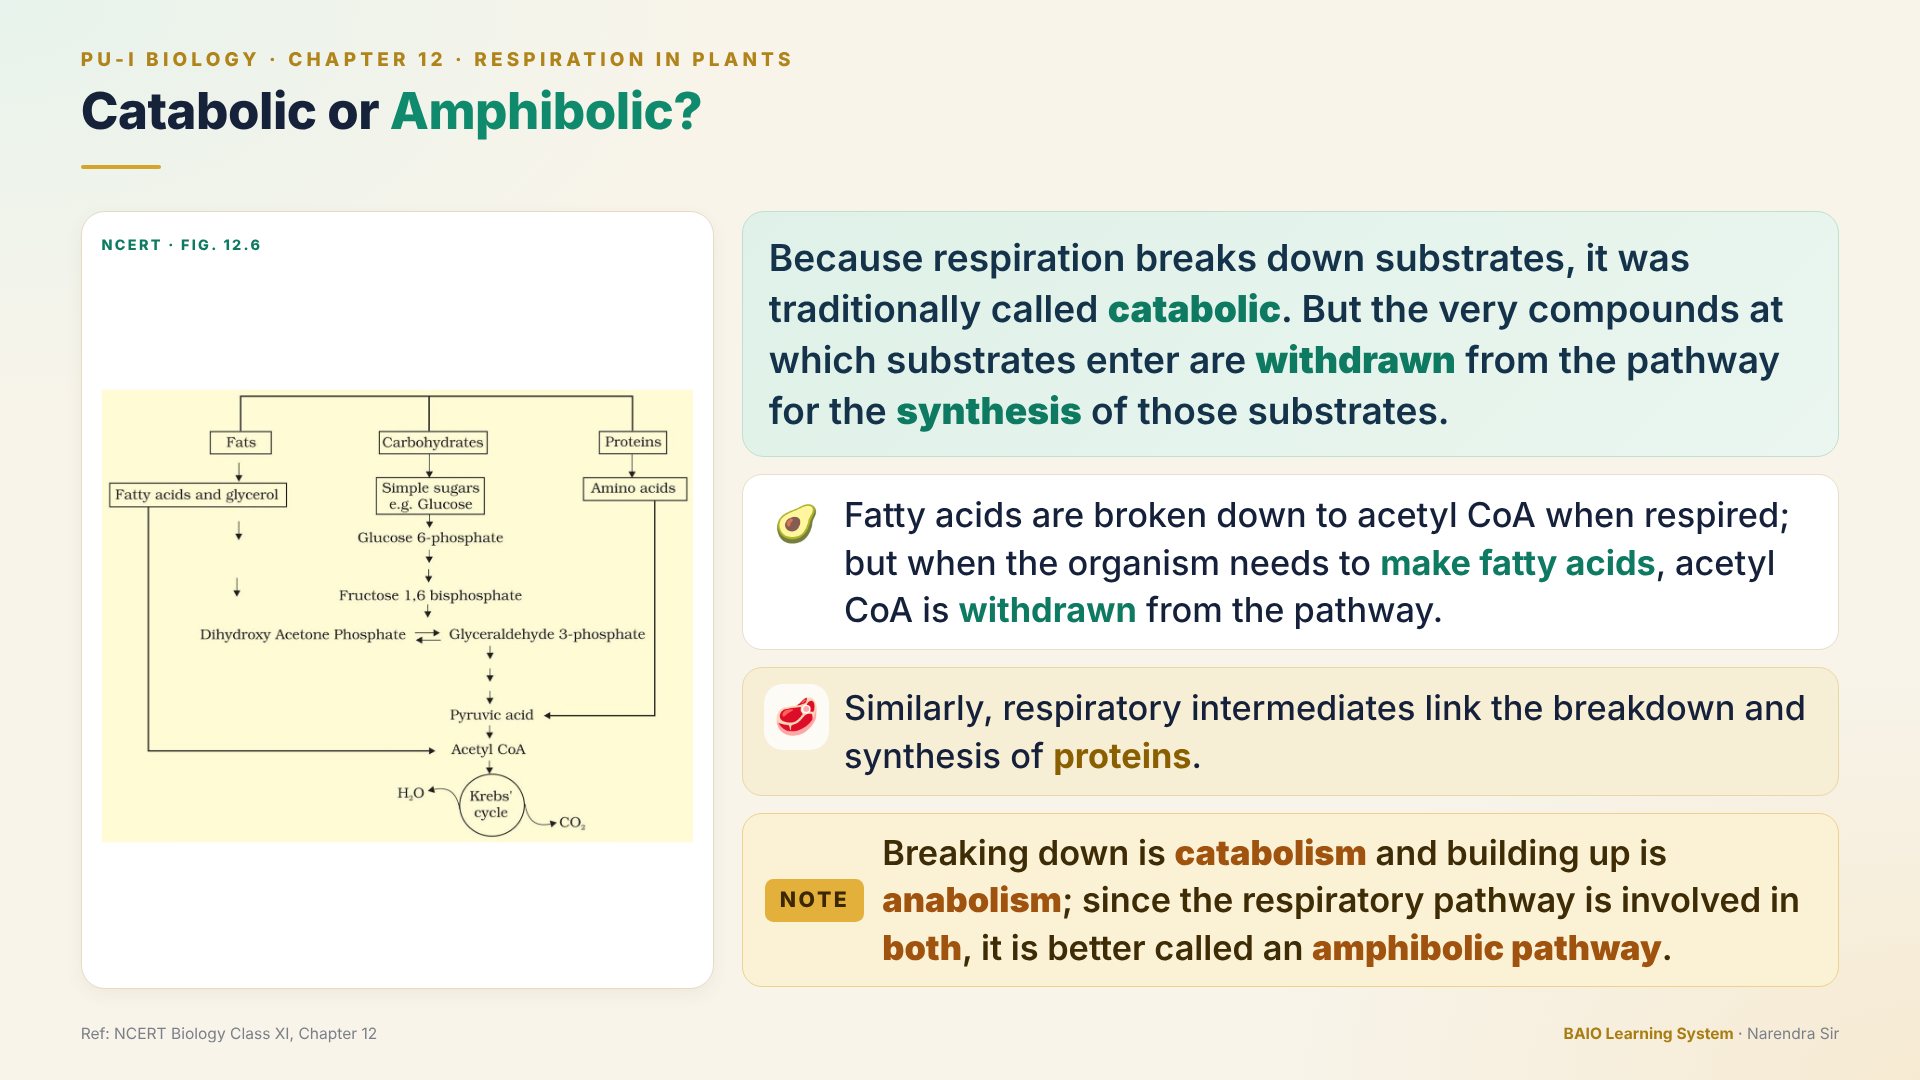 PU-I BIOLOGY · CHAPTER 12 · RESPIRATION IN PLANTS
Catabolic or Amphibolic?
NCERT · FIG. 12.6
Fats
Carbohydrates
Proteins
Fatty acids and glycerol
Simple sugars
e.g. Glucose
Amino acids
Glucose 6-phosphate
Fructose 1,6 bisphosphate
Dihydroxy Acetone Phosphate
Glyceraldehyde 3-phosphate
Pyruvic acid
Acetyl CoA
H₂O
Krebs'
cycle
CO₂
Because respiration breaks down substrates, it was
traditionally called catabolic. But the very compounds at
which substrates enter are withdrawn from the pathway
for the synthesis of those substrates.
Fatty acids are broken down to acetyl CoA when respired;
but when the organism needs to make fatty acids, acetyl
CoA is withdrawn from the pathway.
Similarly, respiratory intermediates link the breakdown and
synthesis of proteins.
NOTE
Breaking down is catabolism and building up is
anabolism; since the respiratory pathway is involved in
both, it is better called an amphibolic pathway.
Ref: NCERT Biology Class XI, Chapter 12
BAIO Learning System · Narendra Sir